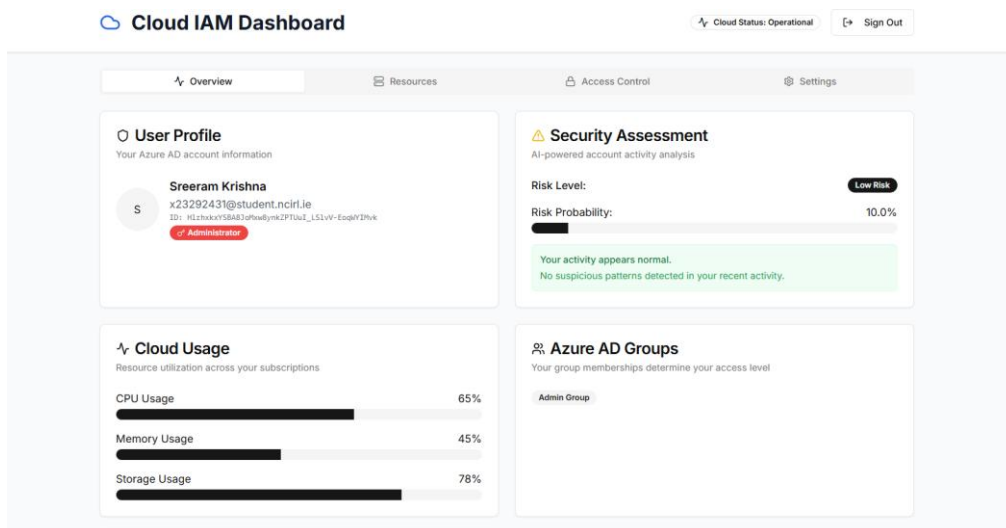 Cloud IAM Dashboard
Cloud Status: Operational
Sign Out
Overview
Resources
Access Control
Settings
User Profile
Your Azure AD account information
S
Sreeram Krishna
x23292431@student.ncirl.ie
Administrator
Security Assessment
AI-powered account activity analysis
Risk Level:
Low Risk
Risk Probability:
10.0%
Your activity appears normal.
No suspicious patterns detected in your recent activity.
Cloud Usage
Resource utilization across your subscriptions
CPU Usage
65%
Memory Usage
45%
Storage Usage
78%
Azure AD Groups
Your group memberships determine your access level
Admin Group